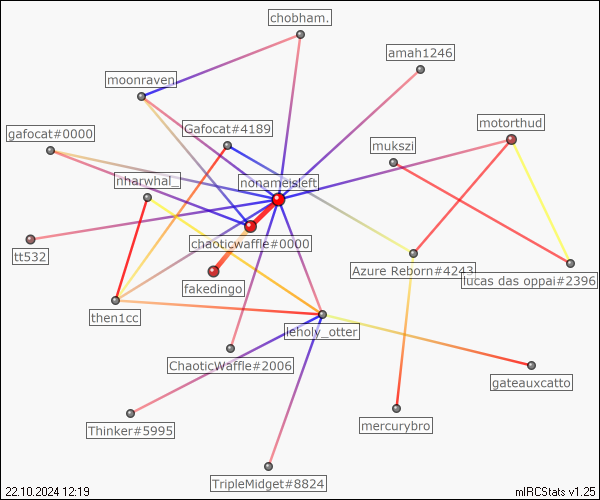 chobham.
amah1246
moonraven
motorthud
Gafocat#4189
gafocat#0000
mukszi
nharwhal_
nonameisleft
chaoticwaffle#0000
tt532
Azure Reborn#4243
lucas das oppai#2396
fakedingo
then1cc
leholy_otter
ChaoticWaffle#2006
gateauxcatto
mercurybro
Thinker#5995
TripleMidget#8824
22.10.2024 12:19
mIRCStats v1.25